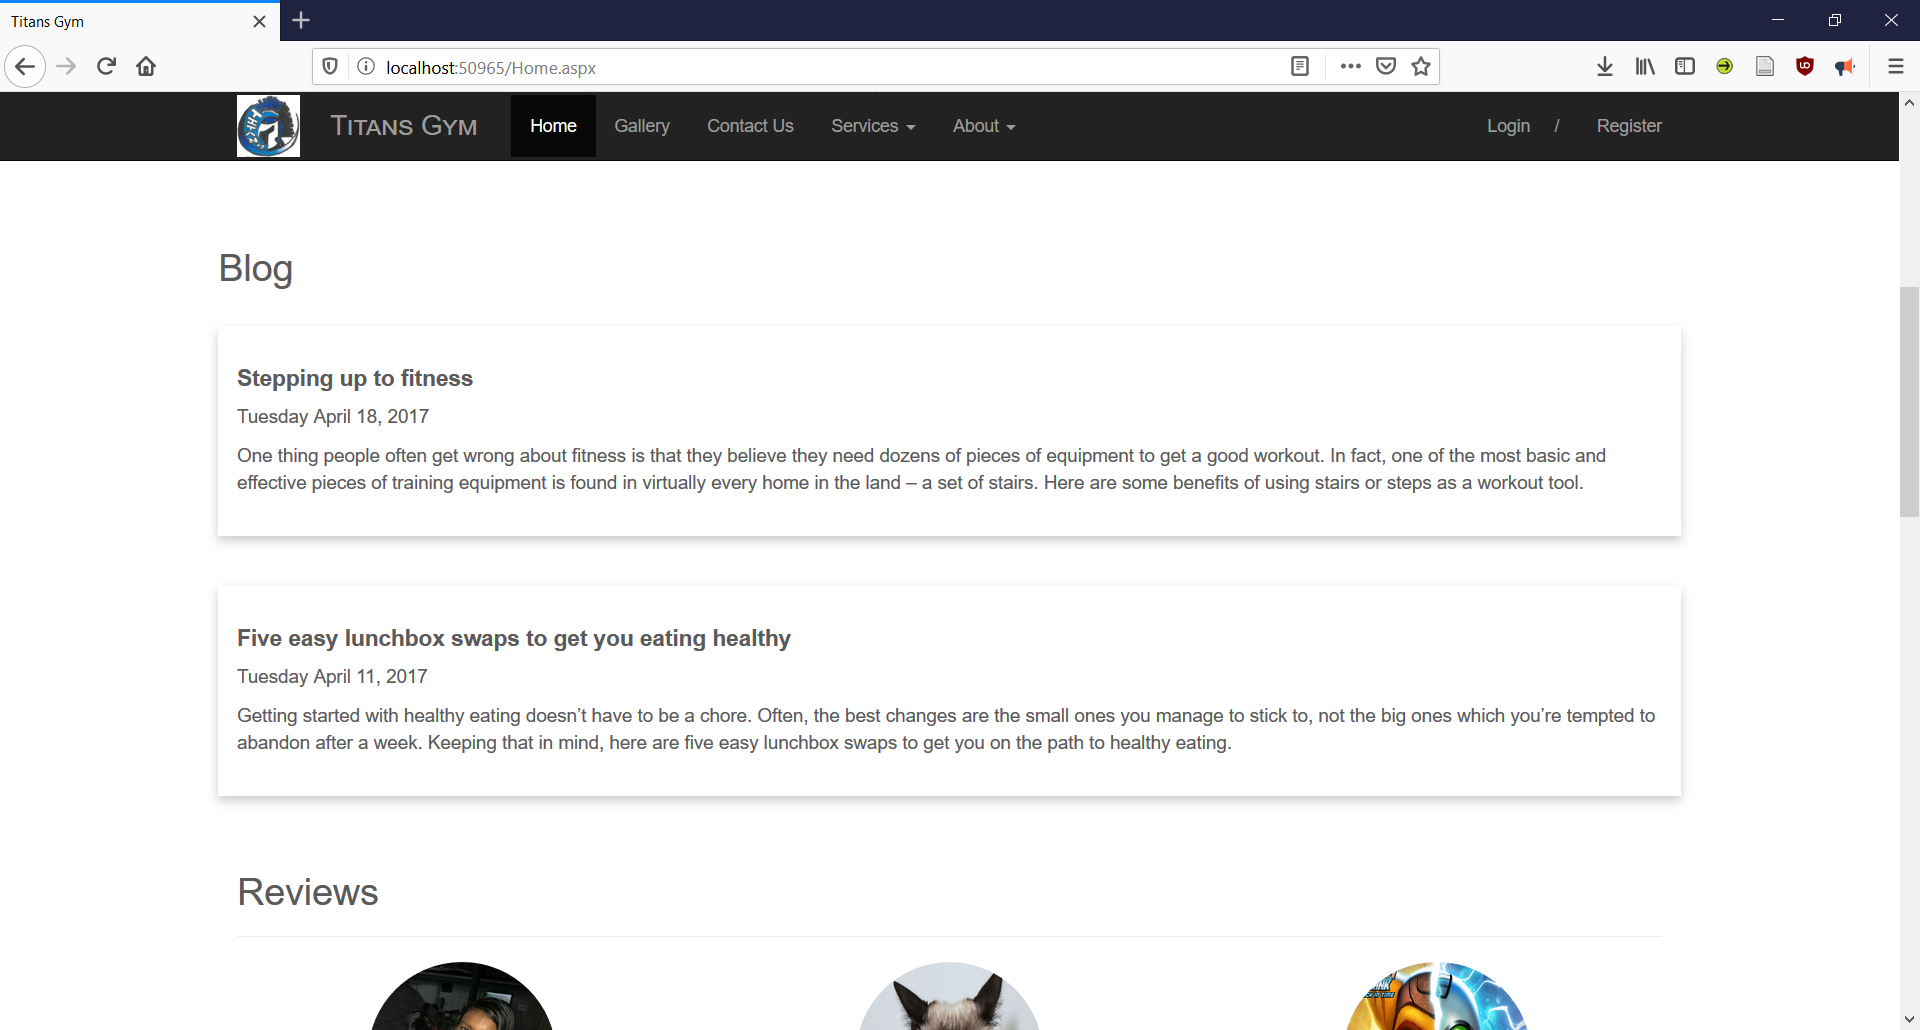 Titans Gym
localhost:50965/Home.aspx
Titans Gym Home Gallery Contact Us Services About Login / Register
Blog
Stepping up to fitness
Tuesday April 18, 2017
One thing people often get wrong about fitness is that they believe they need dozens of pieces of equipment to get a good workout. In fact, one of the most basic and
effective pieces of training equipment is found in virtually every home in the land – a set of stairs. Here are some benefits of using stairs or steps as a workout tool.
Five easy lunchbox swaps to get you eating healthy
Tuesday April 11, 2017
Getting started with healthy eating doesn’t have to be a chore. Often, the best changes are the small ones you manage to stick to, not the big ones which you’re tempted to
abandon after a week. Keeping that in mind, here are five easy lunchbox swaps to get you on the path to healthy eating.
Reviews